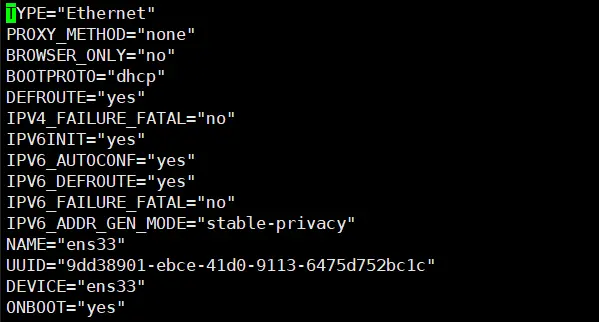 TYPE="Ethernet"
PROXY_METHOD="none"
BROWSER_ONLY="no"
BOOTPROTO="dhcp"
DEFROUTE="yes"
IPV4_FAILURE_FATAL="no"
IPV6INIT="yes"
IPV6_AUTOCONF="yes"
IPV6_DEFROUTE="yes"
IPV6_FAILURE_FATAL="no"
IPV6_ADDR_GEN_MODE="stable-privacy"
NAME="ens33"
UUID="9dd38901-ebce-41d0-9113-6475d752bc1c"
DEVICE="ens33"
ONBOOT="yes"